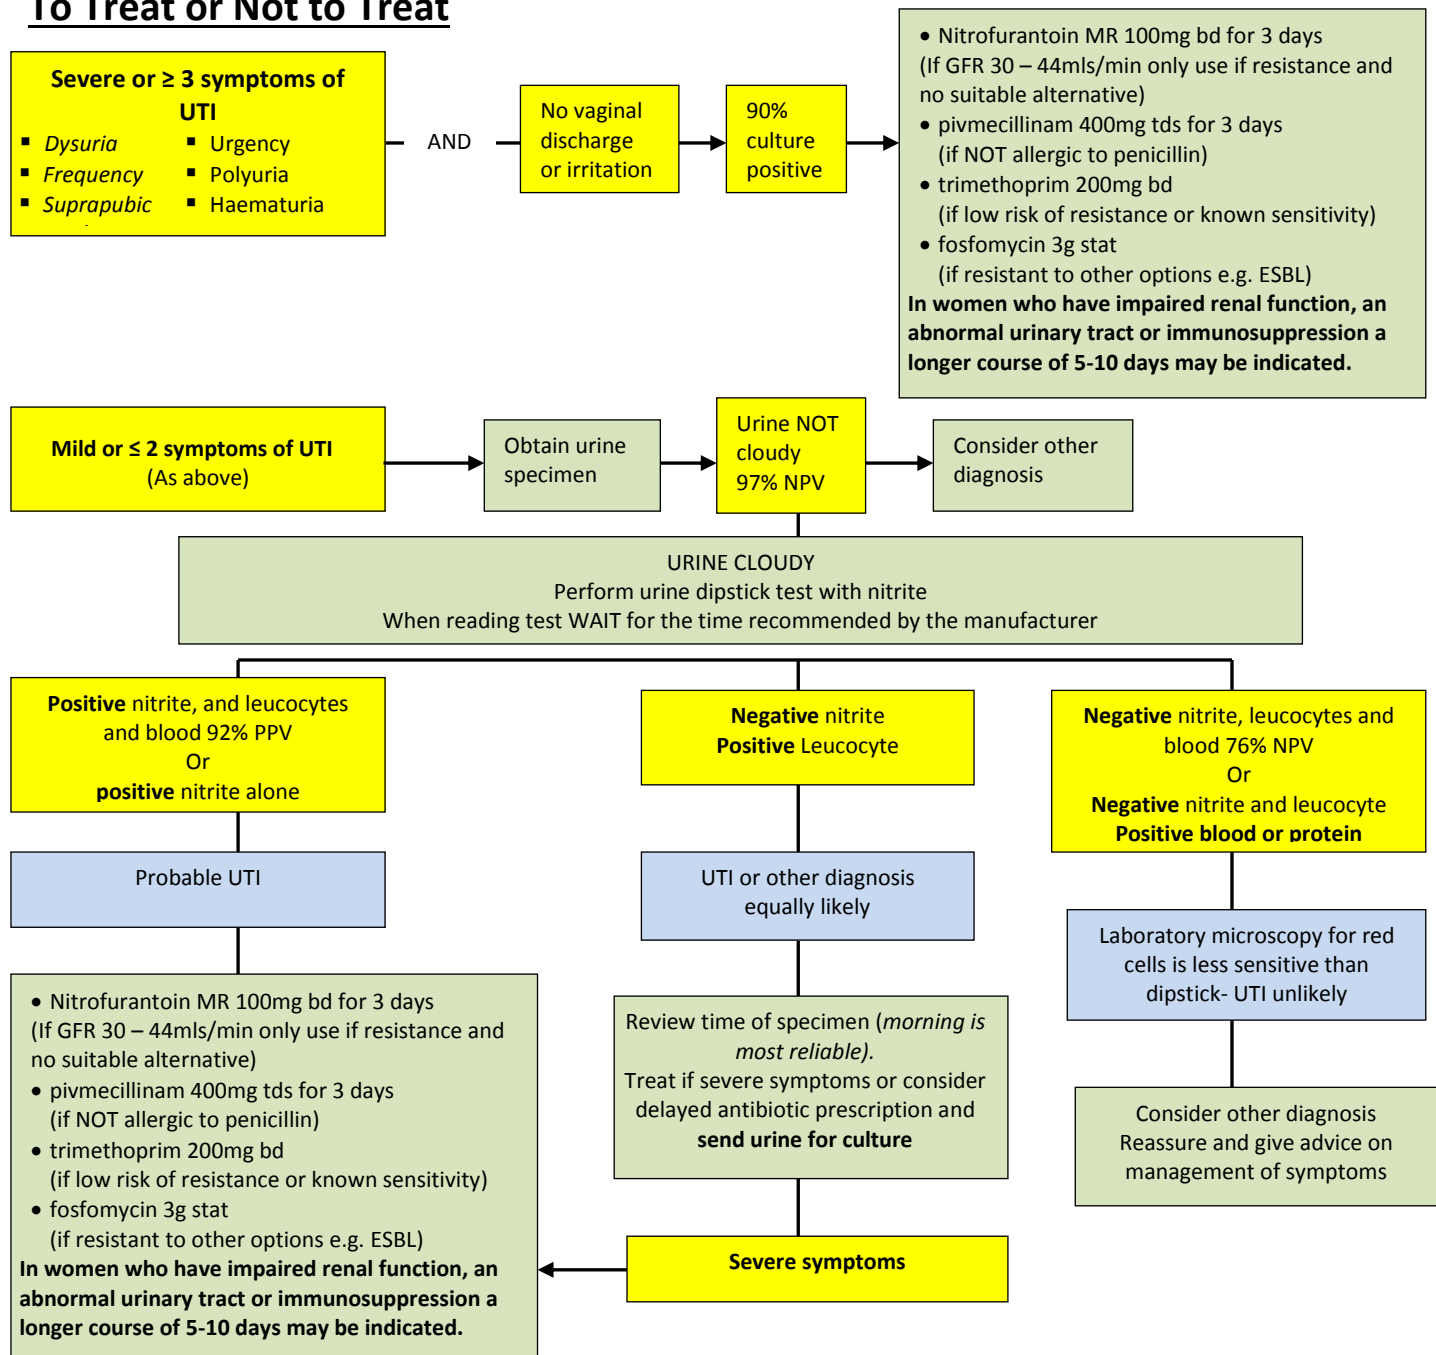 To Treat or Not to Treat
Severe or ≥ 3 symptoms of
UTI
▪ Dysuria
▪ Frequency
▪ Suprapubic
▪ Urgency
▪ Polyuria
▪ Haematuria
AND
No vaginal
discharge
or irritation
90%
culture
positive
• Nitrofurantoin MR 100mg bd for 3 days
(If GFR 30 – 44mls/min only use if resistance and
no suitable alternative)
• pivmecillinam 400mg tds for 3 days
(if NOT allergic to penicillin)
• trimethoprim 200mg bd
(if low risk of resistance or known sensitivity)
• fosfomycin 3g stat
(if resistant to other options e.g. ESBL)
In women who have impaired renal function, an
abnormal urinary tract or immunosuppression a
longer course of 5-10 days may be indicated.
Mild or ≤ 2 symptoms of UTI
(As above)
Obtain urine
specimen
Urine NOT
cloudy
97% NPV
Consider other
diagnosis
URINE CLOUDY
Perform urine dipstick test with nitrite
When reading test WAIT for the time recommended by the manufacturer
Positive nitrite, and leucocytes
and blood 92% PPV
Or
positive nitrite alone
Negative nitrite
Positive Leucocyte
Negative nitrite, leucocytes and
blood 76% NPV
Or
Negative nitrite and leucocyte
Positive blood or protein
Probable UTI
UTI or other diagnosis
equally likely
Laboratory microscopy for red
cells is less sensitive than
dipstick- UTI unlikely
• Nitrofurantoin MR 100mg bd for 3 days
(If GFR 30 – 44mls/min only use if resistance and
no suitable alternative)
• pivmecillinam 400mg tds for 3 days
(if NOT allergic to penicillin)
• trimethoprim 200mg bd
(if low risk of resistance or known sensitivity)
• fosfomycin 3g stat
(if resistant to other options e.g. ESBL)
In women who have impaired renal function, an
abnormal urinary tract or immunosuppression a
longer course of 5-10 days may be indicated.
Review time of specimen (morning is
most reliable).
Treat if severe symptoms or consider
delayed antibiotic prescription and
send urine for culture
Consider other diagnosis
Reassure and give advice on
management of symptoms
Severe symptoms